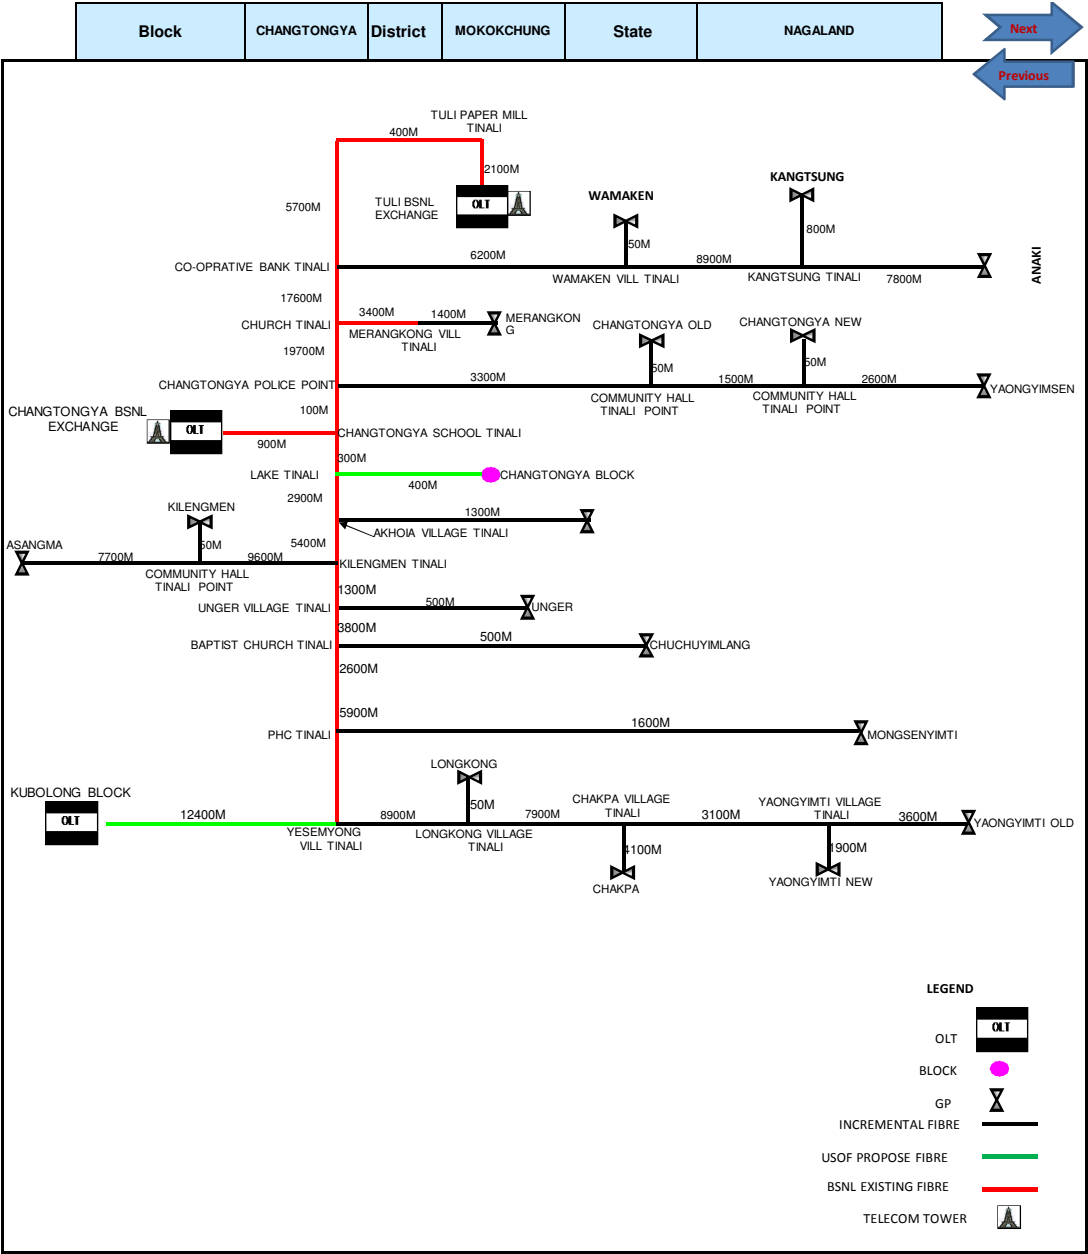 Block CHANGTONGYA District MOKOKCHUNG State NAGALAND
Next
Previous
TULI PAPER MILL
TINALI
400M
2100M
TULI BSNL
EXCHANGE
OLT
5700M
WAMAKEN
KANGTSUNG
50M
800M
6200M
8900M
CO-OPRATIVE BANK TINALI
WAMAKEN VILL TINALI
KANGTSUNG TINALI
7800M
ANAKI
17600M
3400M
1400M
CHURCH TINALI
MERANGKONG VILL
TINALI
MERANGKON
G
CHANGTONGYA OLD
CHANGTONGYA NEW
19700M
50M
50M
3300M
1500M
2600M
CHANGTONGYA POLICE POINT
COMMUNITY HALL
TINALI POINT
COMMUNITY HALL
TINALI POINT
YAONGYIMSEN
CHANGTONGYA BSNL
EXCHANGE
OLT
100M
900M
CHANGTONGYA SCHOOL TINALI
300M
LAKE TINALI
400M
CHANGTONGYA BLOCK
2900M
KILENGMEN
1300M
AKHOIA VILLAGE TINALI
ASANGMA
50M
5400M
7700M
9600M
KILENGMEN TINALI
COMMUNITY HALL
TINALI POINT
1300M
UNGER VILLAGE TINALI
500M
UNGER
3800M
BAPTIST CHURCH TINALI
500M
CHUCHUYIMLANG
2600M
5900M
PHC TINALI
1600M
MONGSENYIMTI
LONGKONG
KUBOLONG BLOCK
OLT
12400M
50M
CHAKPA VILLAGE
TINALI
YAONGYIMTI VILLAGE
TINALI
8900M
7900M
3100M
3600M
YAONGYIMTI OLD
YESEMYONG
VILL TINALI
LONGKONG VILLAGE
TINALI
4100M
1900M
CHAKPA
YAONGYIMTI NEW
LEGEND
OLT
OLT
BLOCK
GP
INCREMENTAL FIBRE
USOF PROPOSE FIBRE
BSNL EXISTING FIBRE
TELECOM TOWER